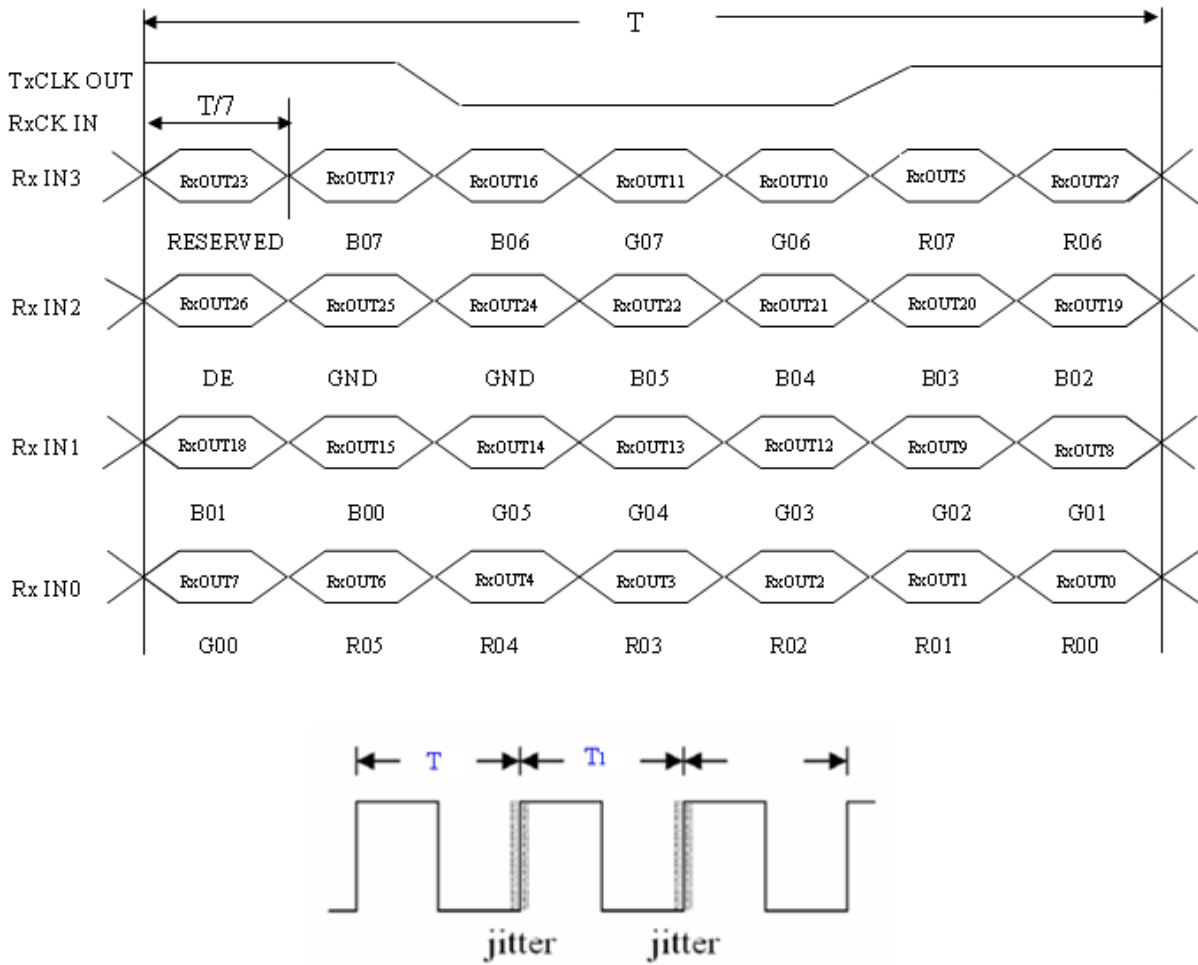 T
TxCLK OUT
T/7
RxCK IN
Rx IN3 RxOUT23 RxOUT17 RxOUT16 RxOUT11 RxOUT10 RxOUT5 RxOUT27
RESERVED B07 B06 G07 G06 R07 R06
Rx IN2 RxOUT26 RxOUT25 RxOUT24 RxOUT22 RxOUT21 RxOUT20 RxOUT19
DE GND GND B05 B04 B03 B02
Rx IN1 RxOUT18 RxOUT15 RxOUT14 RxOUT13 RxOUT12 RxOUT9 RxOUT8
B01 B00 G05 G04 G03 G02 G01
Rx IN0 RxOUT7 RxOUT6 RxOUT4 RxOUT3 RxOUT2 RxOUT1 RxOUT0
G00 R05 R04 R03 R02 R01 R00
T T1
jitter jitter